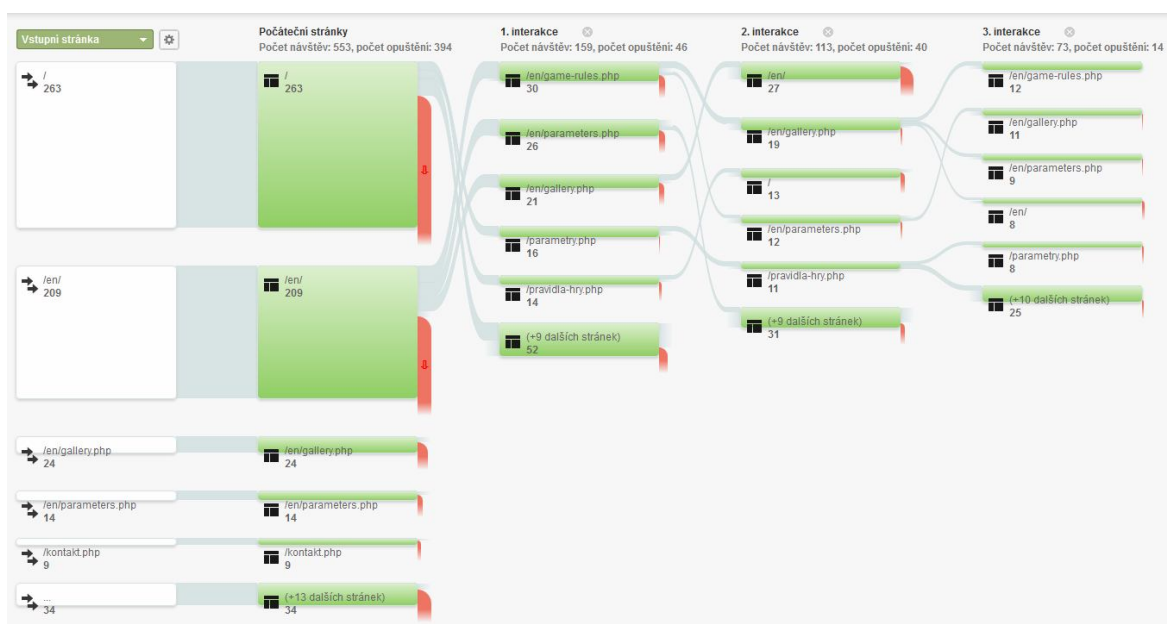 Vstupní stránka
Počáteční stránky
Počet návštěv: 553, počet opuštění: 394
1. interakce
Počet návštěv: 159, počet opuštění: 46
2. interakce
Počet návštěv: 113, počet opuštění: 40
3. interakce
Počet návštěv: 73, počet opuštění: 14
/
263
/en/
209
/en/gallery.php
24
/en/parameters.php
14
/kontakt.php
9
...
34
/
263
/en/
209
/en/gallery.php
24
/en/parameters.php
14
/kontakt.php
9
(+13 dalších stránek)
34
/en/game-rules.php
30
/en/parameters.php
26
/en/gallery.php
21
/parametry.php
16
/pravidla-hry.php
14
(+9 dalších stránek)
52
/en/
27
/en/gallery.php
19
/
13
/en/parameters.php
12
/pravidla-hry.php
11
(+9 dalších stránek)
31
/en/game-rules.php
12
/en/gallery.php
11
/en/parameters.php
9
/en/
8
/parametry.php
8
(+10 dalších stránek)
25